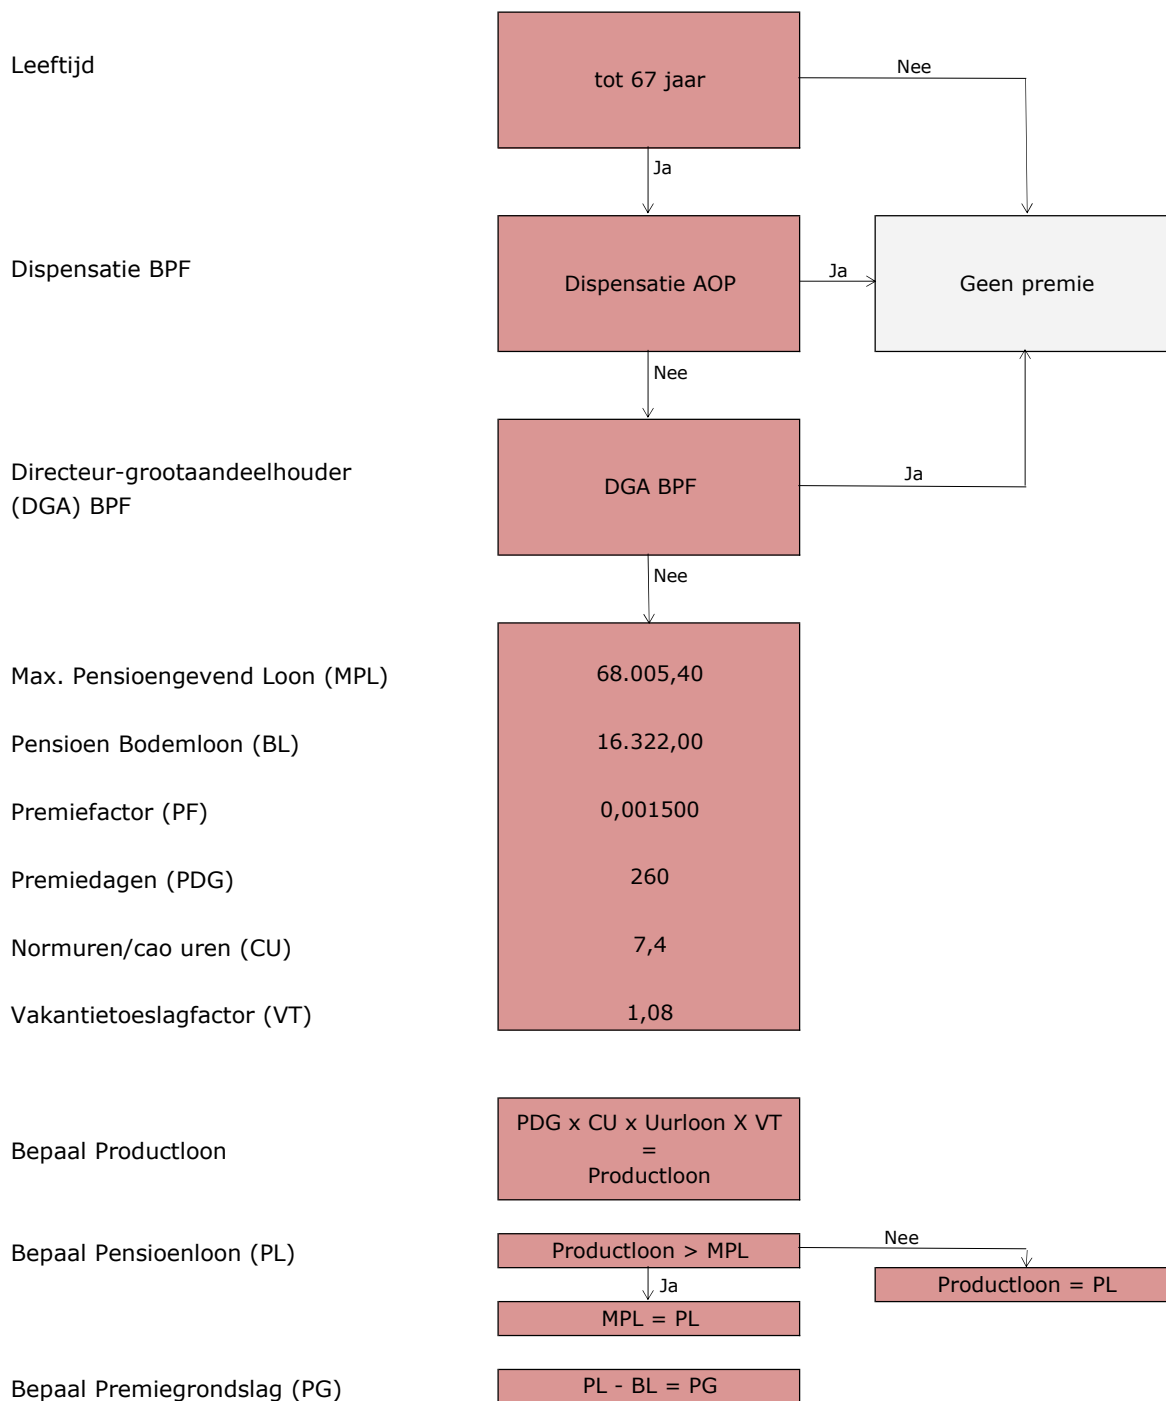 Leeftijd
tot 67 jaar
Nee
Ja
Dispensatie BPF
Dispensatie AOP
Ja
Geen premie
Nee
Directeur-grootaandeelhouder
(DGA) BPF
DGA BPF
Ja
Nee
Max. Pensioengevend Loon (MPL)
68.005,40
Pensioen Bodemloon (BL)
16.322,00
Premiefactor (PF)
0,001500
Premiedagen (PDG)
260
Normuren/cao uren (CU)
7,4
Vakantietoeslagfactor (VT)
1,08
Bepaal Productloon
PDG x CU x Uurloon X VT
=
Productloon
Bepaal Pensioenloon (PL)
Productloon > MPL
Nee
Productloon = PL
Ja
MPL = PL
Bepaal Premiegrondslag (PG)
PL - BL = PG